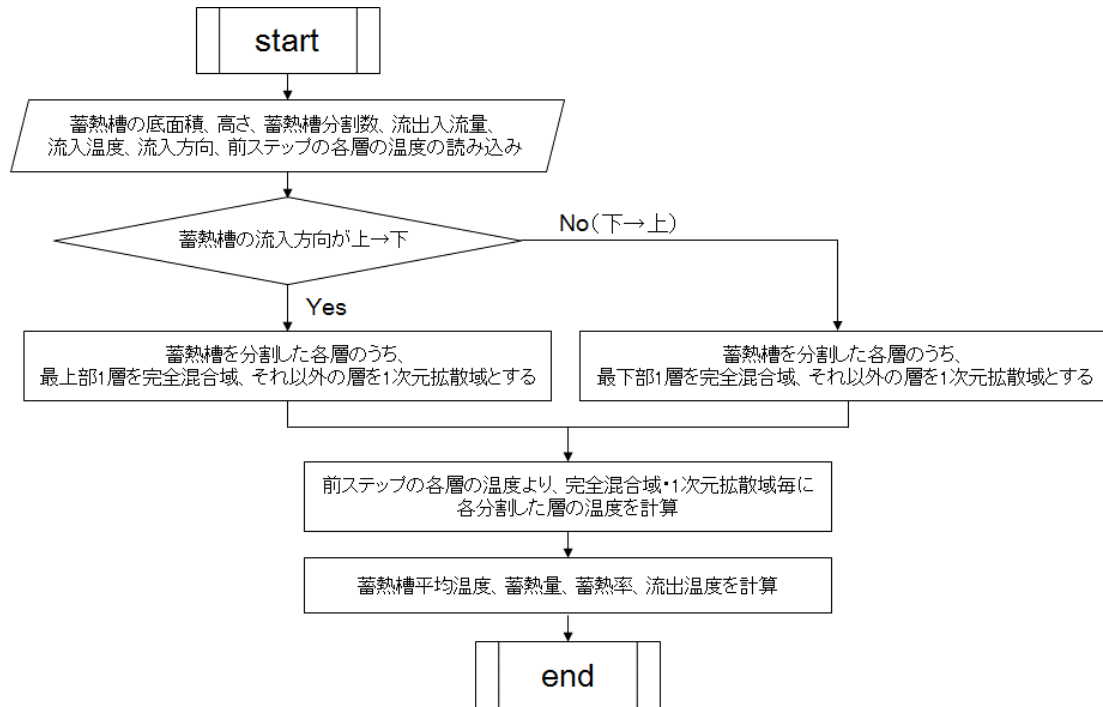 start
蓄熱槽の底面積、高さ、蓄熱槽分割数、流出入流量、
流入温度、流入方向、前ステップの各層の温度の読み込み
蓄熱槽の流入方向が上→下
No(下→上)
Yes
蓄熱槽を分割した各層のうち、
最上部1層を完全混合域、それ以外の層を1次元拡散域とする
蓄熱槽を分割した各層のうち、
最下部1層を完全混合域、それ以外の層を1次元拡散域とする
前ステップの各層の温度より、完全混合域・1次元拡散域毎に
各分割した層の温度を計算
蓄熱槽平均温度、蓄熱量、蓄熱率、流出温度を計算
end